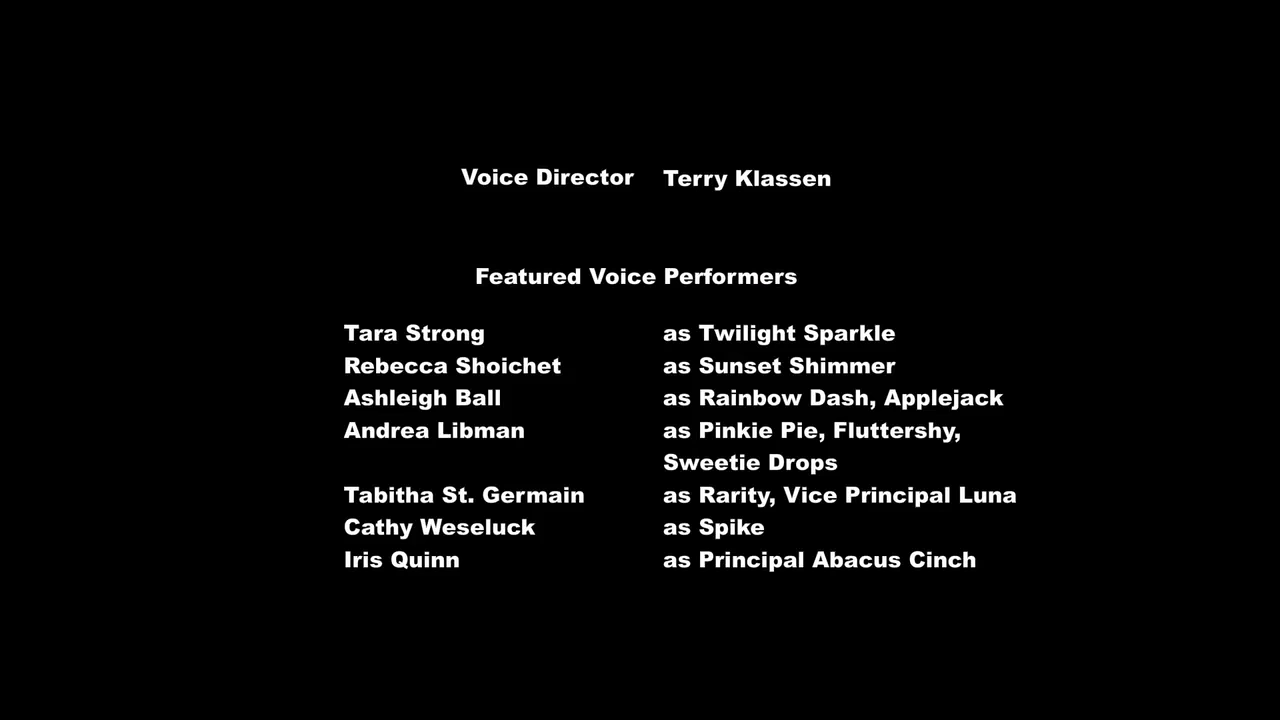 Voice Director Terry Klassen
Featured Voice Performers
Tara Strong as Twilight Sparkle
Rebecca Shoichet as Sunset Shimmer
Ashleigh Ball as Rainbow Dash, Applejack
Andrea Libman as Pinkie Pie, Fluttershy,
Sweetie Drops
Tabitha St. Germain as Rarity, Vice Principal Luna
Cathy Weseluck as Spike
Iris Quinn as Principal Abacus Cinch